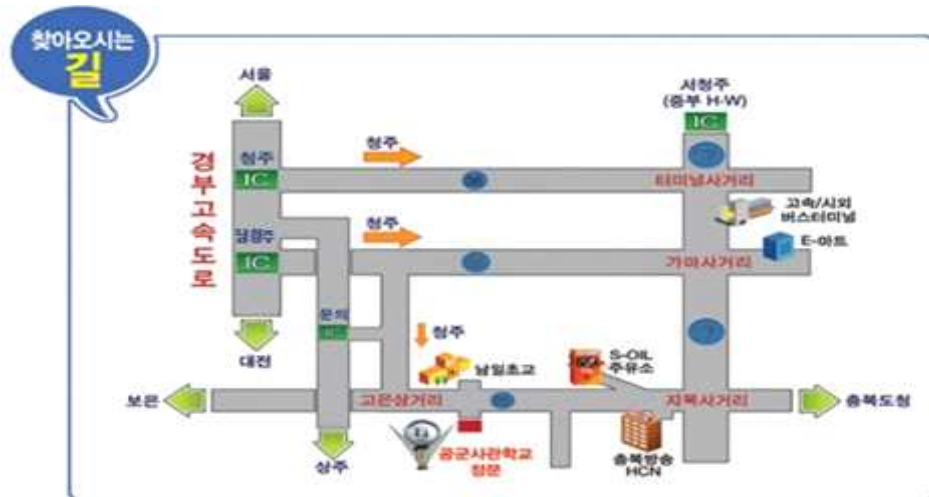 찾아오시는
길
서울
서청주
(중부 H·W)
IC
청주
청주
IC
터미널사거리
경부고속도로
고속/시외
버스터미널
청주
남청주
E-마트
IC
가마사거리
문의
IC
청주
대전
S-OIL
주유소
남일초교
보은
고은삼거리
지북사거리
충북도청
공군사관학교
정문
상주
충북방송
HCN